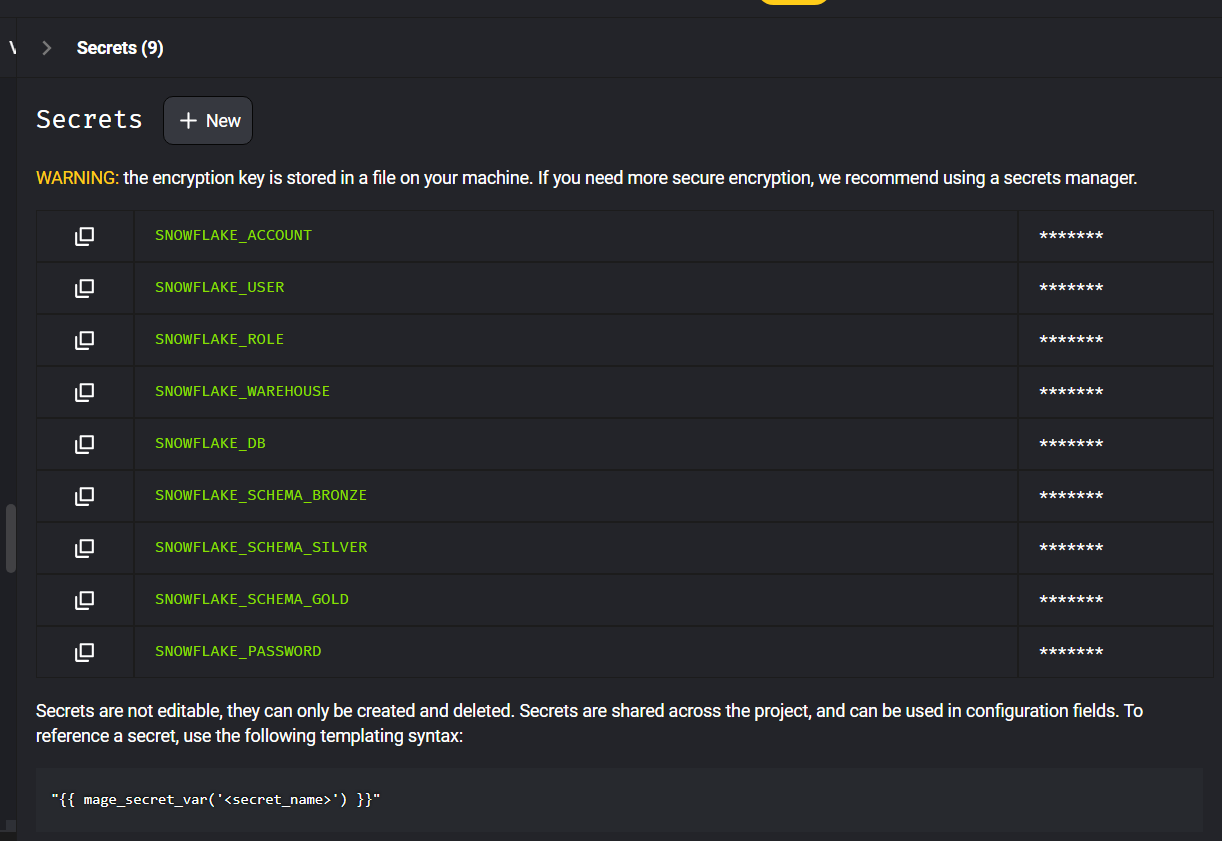 Secrets (9)
Secrets
New
WARNING: the encryption key is stored in a file on your machine. If you need more secure encryption, we recommend using a secrets manager.
SNOWFLAKE_ACCOUNT *******
SNOWFLAKE_USER *******
SNOWFLAKE_ROLE *******
SNOWFLAKE_WAREHOUSE *******
SNOWFLAKE_DB *******
SNOWFLAKE_SCHEMA_BRONZE *******
SNOWFLAKE_SCHEMA_SILVER *******
SNOWFLAKE_SCHEMA_GOLD *******
SNOWFLAKE_PASSWORD *******
Secrets are not editable, they can only be created and deleted. Secrets are shared across the project, and can be used in configuration fields. To
reference a secret, use the following templating syntax:
"{{ mage_secret_var('<secret_name>') }}"